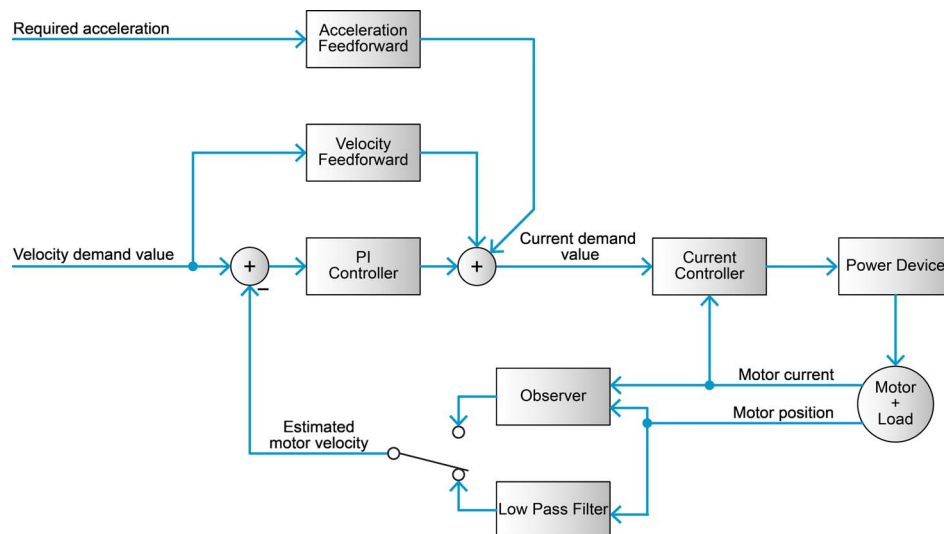 Required acceleration
Acceleration
Feedforward
Velocity
Feedforward
Velocity demand value
+
−
PI
Controller
+
Current demand
value
Current
Controller
Power Device
Motor current
Motor
+
Load
Motor position
Observer
Estimated
motor velocity
Low Pass Filter